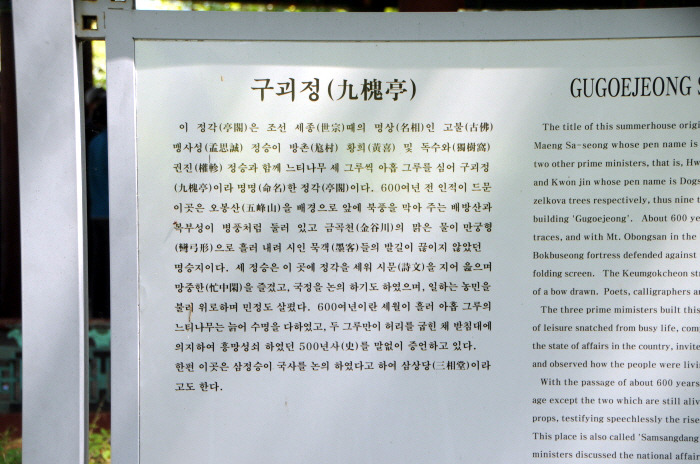 구괴정(九槐亭)
이 정각(亭閣)은 조선 세종(世宗)때의 명상(名相)인 고불(古佛)
맹사성(孟思誠) 정승이 방촌(厖村) 황희(黃喜) 및 독수와(獨樹窩)
권진(權軫) 정승과 함께 느티나무 세 그루씩 아홉 그루를 심어 구괴정
(九槐亭)이라 명명(命名)한 정각(亭閣)이다. 600여년 전 인적이 드문
이곳은 오봉산(五峰山)을 배경으로 앞에 북풍을 막아 주는 배방산과
복부성이 병풍처럼 둘러 있고 금곡천(金谷川)의 맑은 물이 만궁형
(彎弓形)으로 흘러 내려 시인 묵객(墨客)들의 발길이 끊이지 않았던
명승지이다. 세 정승은 이 곳에 정각을 세워 시문(詩文)을 지어 읊으며
망중한(忙中閑)을 즐겼고, 국정을 논의 하기도 하였으며, 일하는 농민을
불러 위로하며 민정도 살폈다. 600여년이란 세월이 흘러 아홉 그루의
느티나무는 늙어 수명을 다하였고, 두 그루만이 허리를 굽힌 채 받침대에
의지하여 흥망성쇠 하였던 500년사(史)를 말없이 증언하고 있다.
한편 이곳은 삼정승이 국사를 논의 하였다고 하여 삼상당(三相堂)이라
고도 한다.
GUGOEJEONG S
The title of this summerhouse origi
Maeng Sa-seong whose pen name is
two other prime ministers, that is, Hw
and Kwon jin whose pen name is Dogs
zelkova trees respectively, thus nine t
building 'Gugoejeong'. About 600 ye
traces, and with Mt. Obongsan in the
Bokbuseong fortress defended against
folding screen. The Keumgokcheon str
of a bow drawn. Poets, calligraphers a
The three prime mimisters built this
of leisure snatched from busy life, com
the state of affairs in the country, invite
and observed how the people were livi
With the passage of about 600 years
age except the two which are still aliv
props, testifying speechlessly the rise
This place is also called 'Samsangdang
ministers discussed the national affair